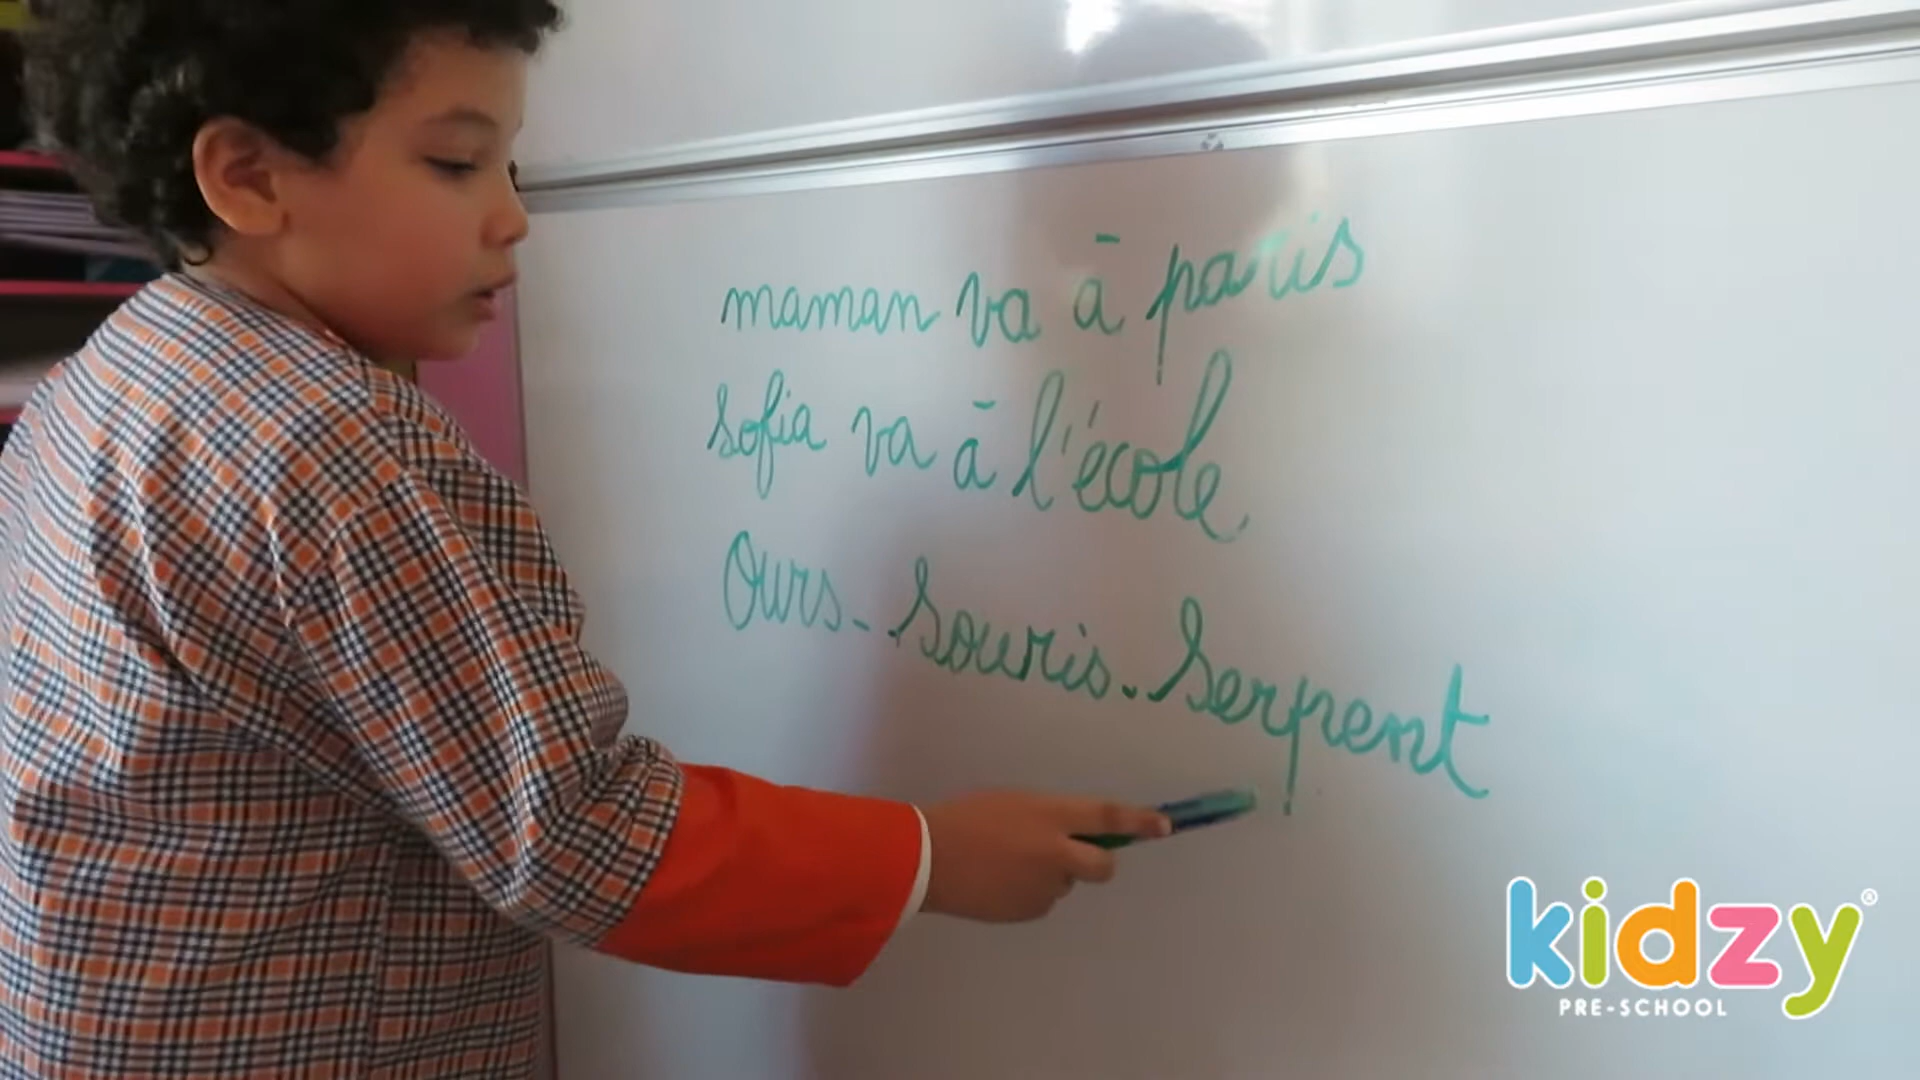 maman va à paris
sofia va à l'école
Ours - Souris - Serpent
kidzy®
PRE-SCHOOL